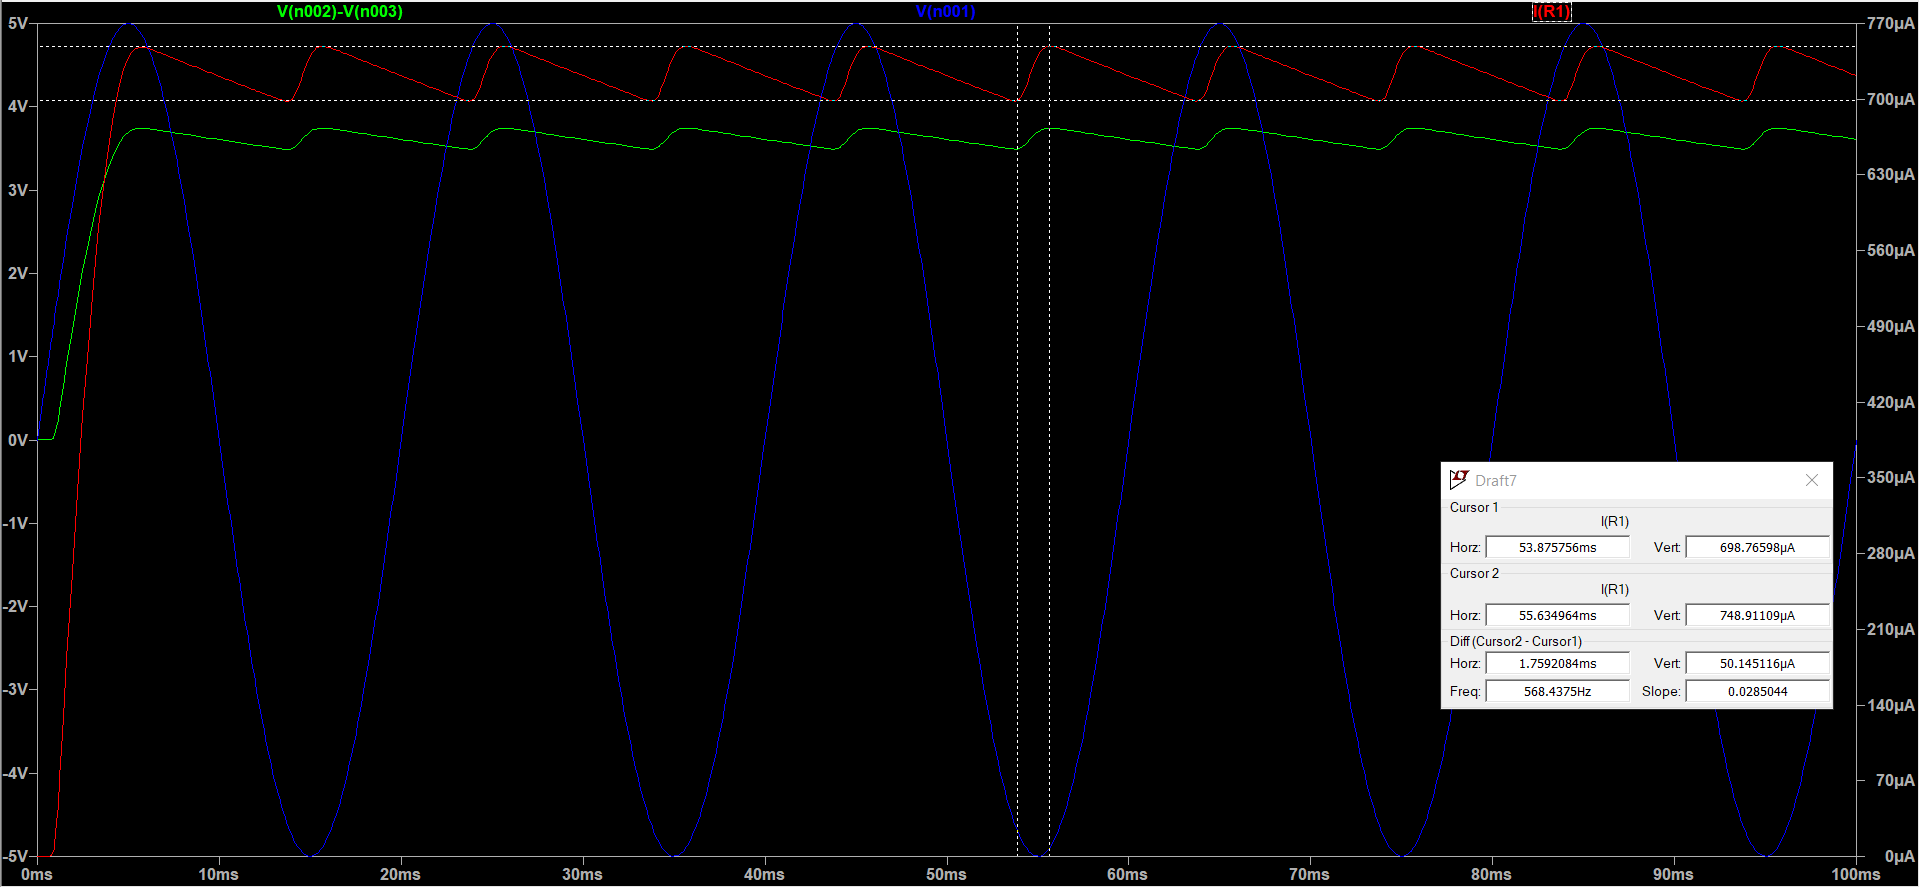 V(n002)-V(n003) V(n001) I(R1)
5V 770µA
4V 700µA
3V 630µA
2V 560µA
1V 490µA
0V 420µA
-1V 350µA
-2V 280µA
-3V 210µA
-4V 140µA
-5V 70µA
0µA
0ms 10ms 20ms 30ms 40ms 50ms 60ms 70ms 80ms 90ms 100ms
Draft7
Cursor 1
I(R1)
Horz: 53.875756ms Vert: 698.76598µA
Cursor 2
I(R1)
Horz: 55.634964ms Vert: 748.91109µA
Diff (Cursor2 - Cursor1)
Horz: 1.7592084ms Vert: 50.145116µA
Freq: 568.4375Hz Slope: 0.0285044